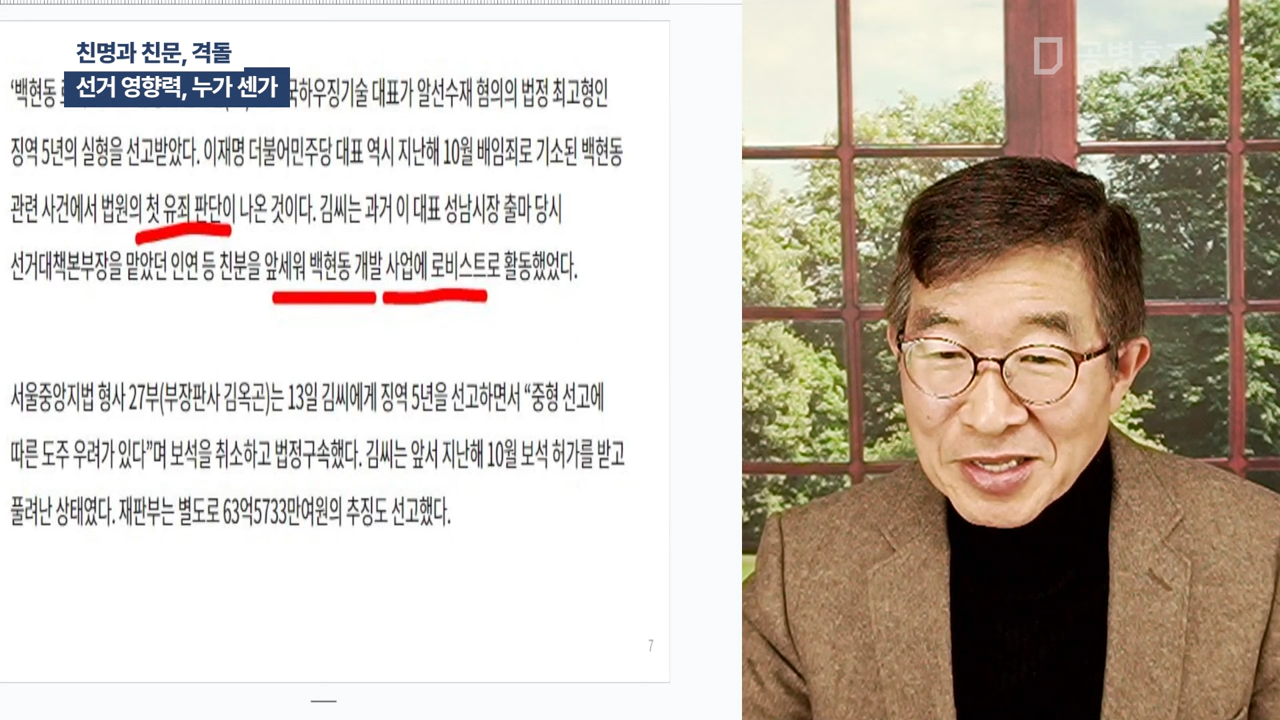 친명과 친문, 격돌
선거 영향력, 누가 센가
‘백현동 하우징기술 대표가 알선수재 혐의의 법정 최고형인
징역 5년의 실형을 선고받았다. 이재명 더불어민주당 대표 역시 지난해 10월 배임죄로 기소된 백현동
관련 사건에서 법원의 첫 유죄 판단이 나온 것이다. 김씨는 과거 이 대표 성남시장 출마 당시
선거대책본부장을 맡았던 인연 등 친분을 앞세워 백현동 개발 사업에 로비스트로 활동했었다.
서울중앙지법 형사 27부(부장판사 김옥곤)는 13일 김씨에게 징역 5년을 선고하면서 “중형 선고에
따른 도주 우려가 있다”며 보석을 취소하고 법정구속했다. 김씨는 앞서 지난해 10월 보석 허가를 받고
풀려난 상태였다. 재판부는 별도로 63억5733만여원의 추징도 선고했다.
7